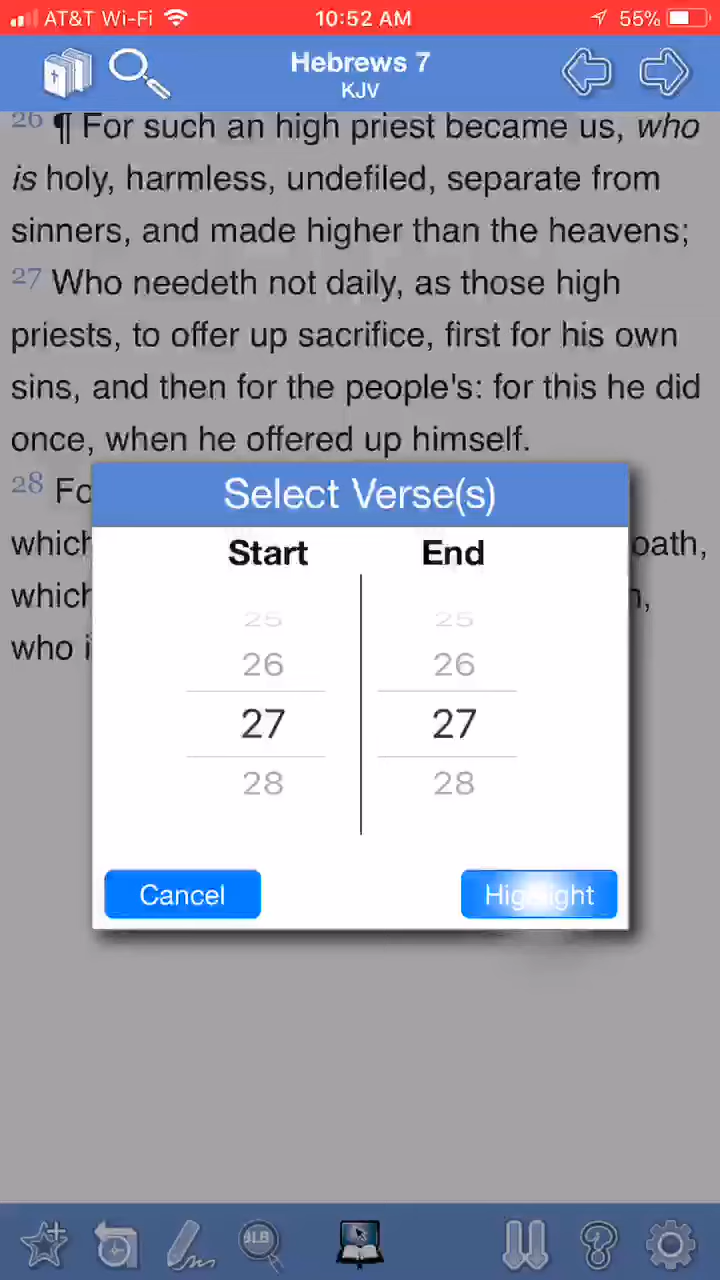 AT&T Wi-Fi 10:52 AM 55%
Hebrews 7
KJV
26 ¶ For such an high priest became us, who
is holy, harmless, undefiled, separate from
sinners, and made higher than the heavens;
27 Who needeth not daily, as those high
priests, to offer up sacrifice, first for his own
sins, and then for the people's: for this he did
once, when he offered up himself.
28
which oath,
which
who
Select Verse(s)
Start End
25 25
26 26
27 27
28 28
Cancel Highlight